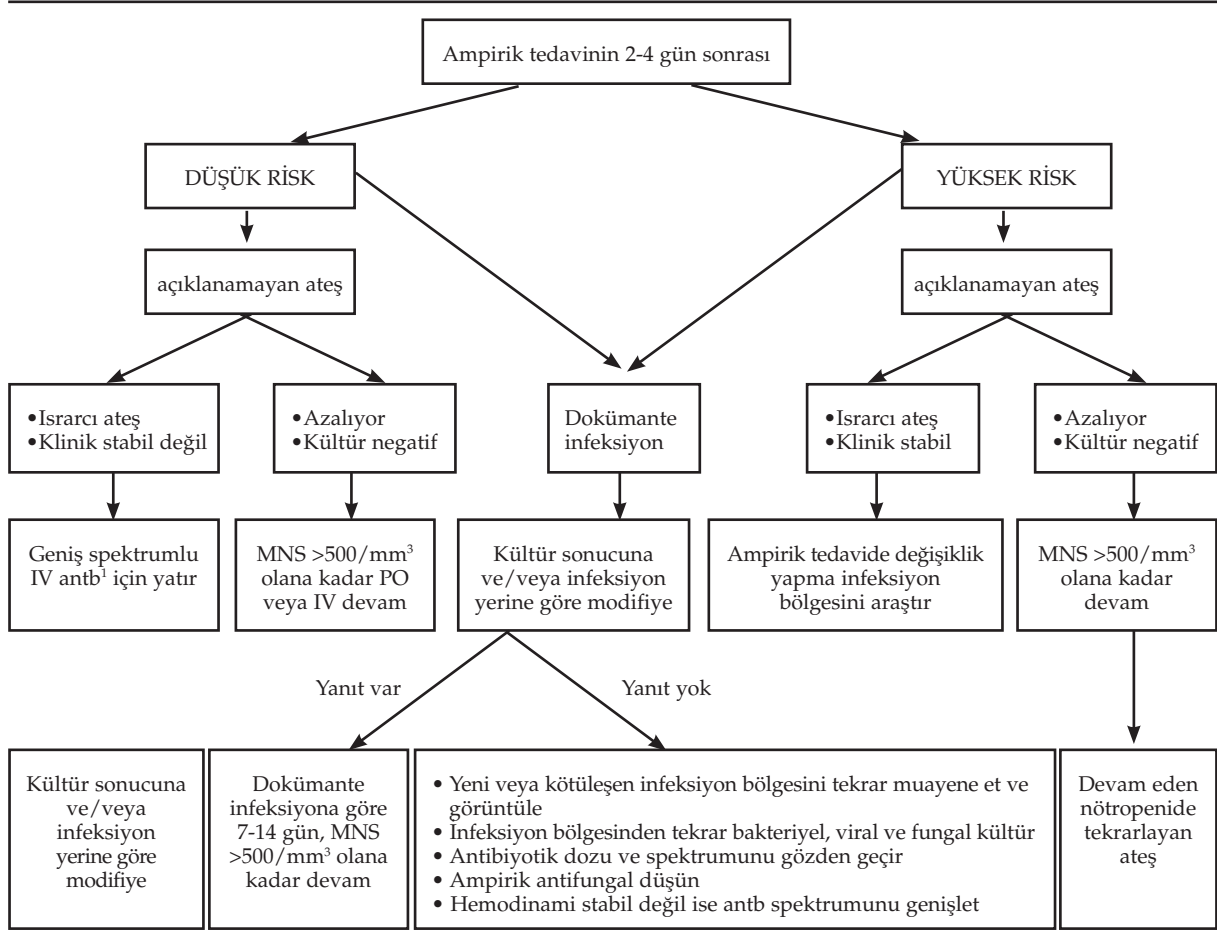 Ampirik tedavinin 2-4 gün sonrası
DÜŞÜK RİSK
YÜKSEK RİSK
açıklanamayan ateş
açıklanamayan ateş
•Israrcı ateş
•Klinik stabil değil
•Azalıyor
•Kültür negatif
Dokümante
infeksiyon
•Israrcı ateş
•Klinik stabil
•Azalıyor
•Kültür negatif
Geniş spektrumlu
IV antb¹ için yatır
MNS >500/mm³
olana kadar PO
veya IV devam
Kültür sonucuna
ve/veya infeksiyon
yerine göre modifiye
Ampirik tedavide değişiklik
yapma infeksiyon
bölgesini araştır
MNS >500/mm³
olana kadar
devam
Yanıt var
Yanıt yok
Kültür sonucuna
ve/veya
infeksiyon
yerine göre
modifiye
Dokümante
infeksiyona göre
7-14 gün, MNS
>500/mm³ olana
kadar devam
• Yeni veya kötüleşen infeksiyon bölgesini tekrar muayene et ve
görüntüle
• Infeksiyon bölgesinden tekrar bakteriyel, viral ve fungal kültür
• Antibiyotik dozu ve spektrumunu gözden geçir
• Ampirik antifungal düşün
• Hemodinami stabil değil ise antb spektrumunu genişlet
Devam eden
nötropenide
tekrarlayan
ateş